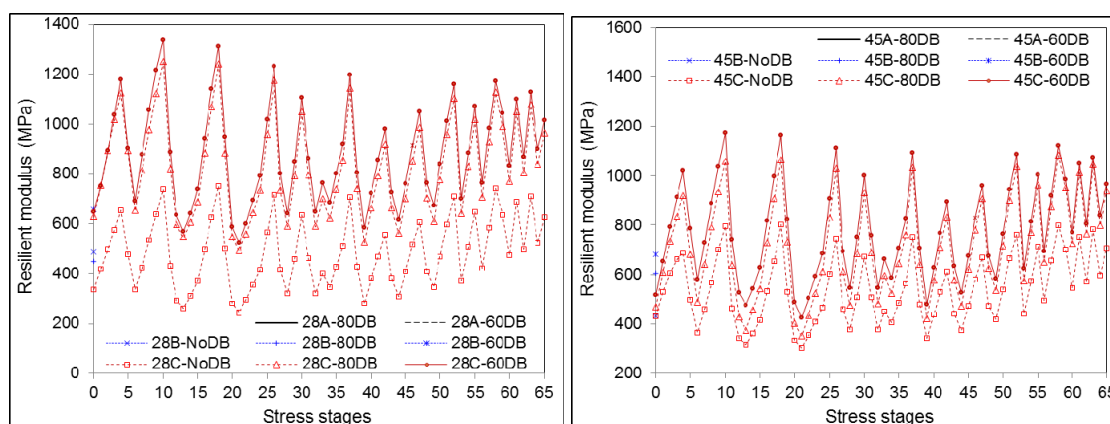 1400
1200
1000
800
600
400
200
0
Resilient modulus (MPa)
28A-80DB 28A-60DB
28B-NoDB 28B-80DB 28B-60DB
28C-NoDB 28C-80DB 28C-60DB
0 5 10 15 20 25 30 35 40 45 50 55 60 65
Stress stages
1600
1400
1200
1000
800
600
400
200
Resilient modulus (MPa)
45A-80DB 45A-60DB
45B-NoDB 45B-80DB 45B-60DB
45C-NoDB 45C-80DB 45C-60DB
0 5 10 15 20 25 30 35 40 45 50 55 60 65
Stress stages